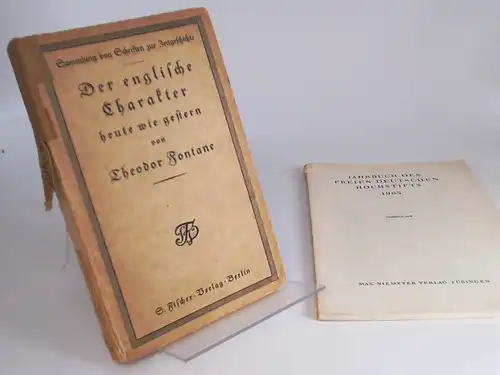 Sammlung von Schriften zur Zeitgeschichte
Der englische
Charakter
heute wie gestern
von
Theodor Fontane
S. Fischer-Verlag-Berlin
JAHRBUCH DES
FREIEN DEUTSCHEN
HOCHSTIFTS
MAX NIEMEYER VERLAG TÜBINGEN